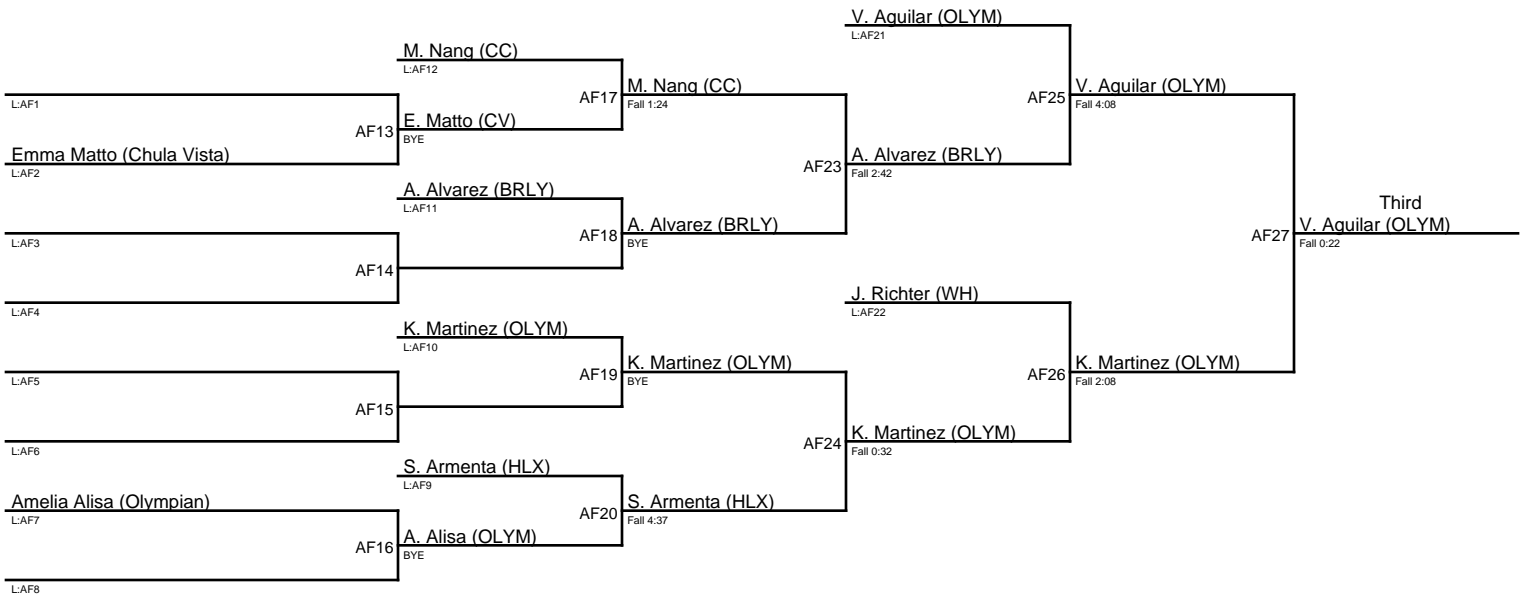 V. Aguilar (OLYM)
L:AF21
M. Nang (CC)
L:AF12
M. Nang (CC)
Fall 1:24
AF17
V. Aguilar (OLYM)
Fall 4:08
AF25
L:AF1
AF13
E. Matto (CV)
BYE
Emma Matto (Chula Vista)
L:AF2
AF23
A. Alvarez (BRLY)
Fall 2:42
A. Alvarez (BRLY)
L:AF11
Third
L:AF3
AF18
A. Alvarez (BRLY)
BYE
AF27
V. Aguilar (OLYM)
Fall 0:22
AF14
J. Richter (WH)
L:AF22
L:AF4
K. Martinez (OLYM)
L:AF10
L:AF5
AF19
K. Martinez (OLYM)
BYE
AF26
K. Martinez (OLYM)
Fall 2:08
AF15
L:AF6
AF24
K. Martinez (OLYM)
Fall 0:32
S. Armenta (HLX)
L:AF9
Amelia Alisa (Olympian)
L:AF7
AF20
S. Armenta (HLX)
Fall 4:37
AF16
A. Alisa (OLYM)
BYE
L:AF8